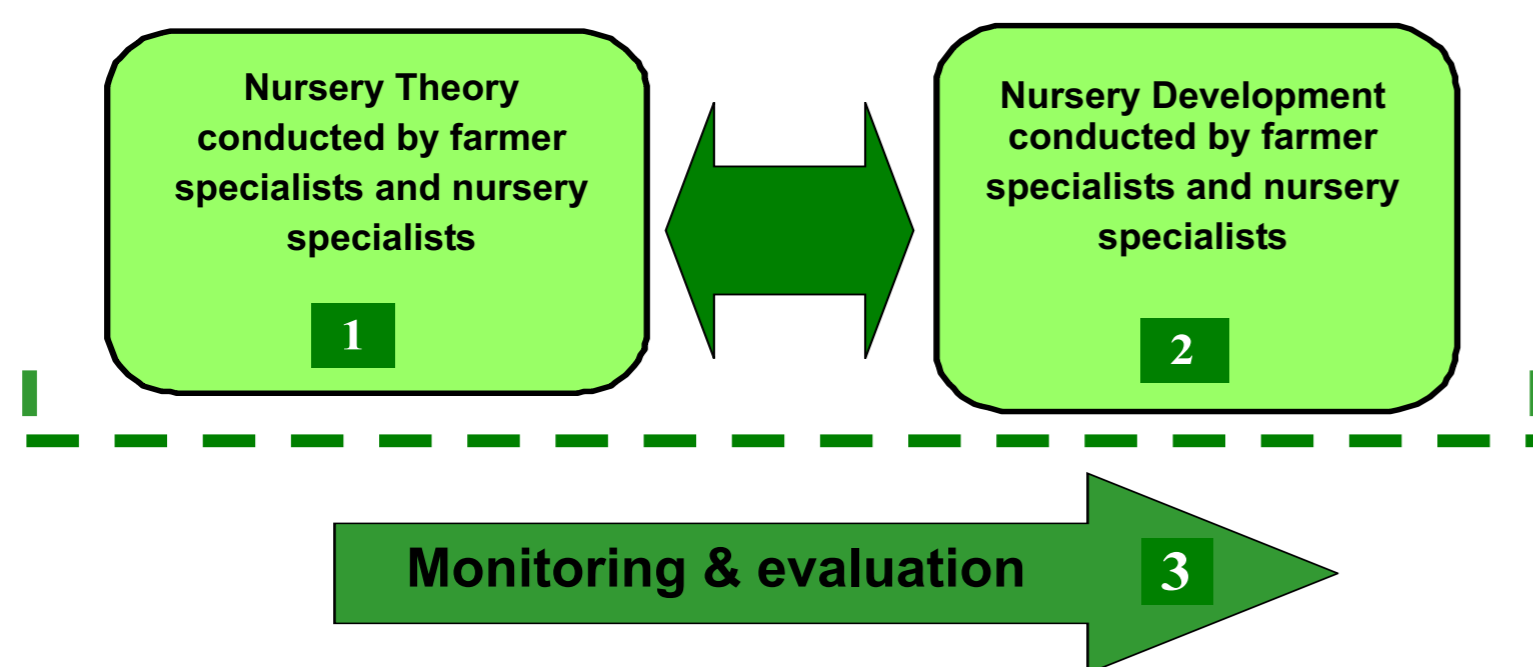 Nursery Theory
conducted by farmer
specialists and nursery
specialists
1
Nursery Development
conducted by farmer
specialists and nursery
specialists
2
Monitoring & evaluation
3